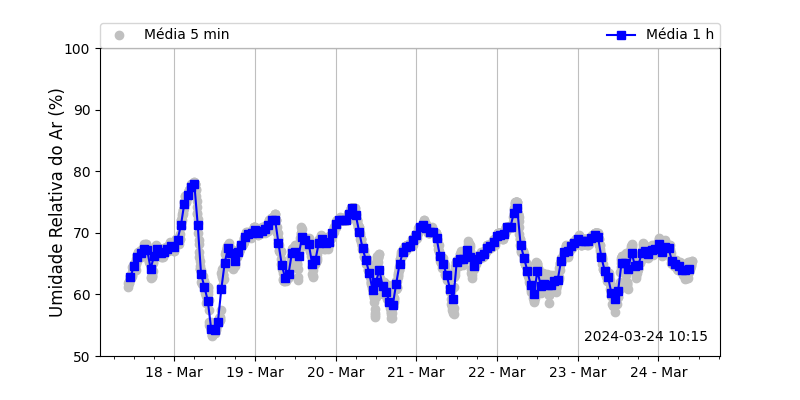 Média 5 min
Média 1 h
Umidade Relativa do Ar (%)
100
90
80
70
60
50
2024-03-24 10:15
18 - Mar
19 - Mar
20 - Mar
21 - Mar
22 - Mar
23 - Mar
24 - Mar